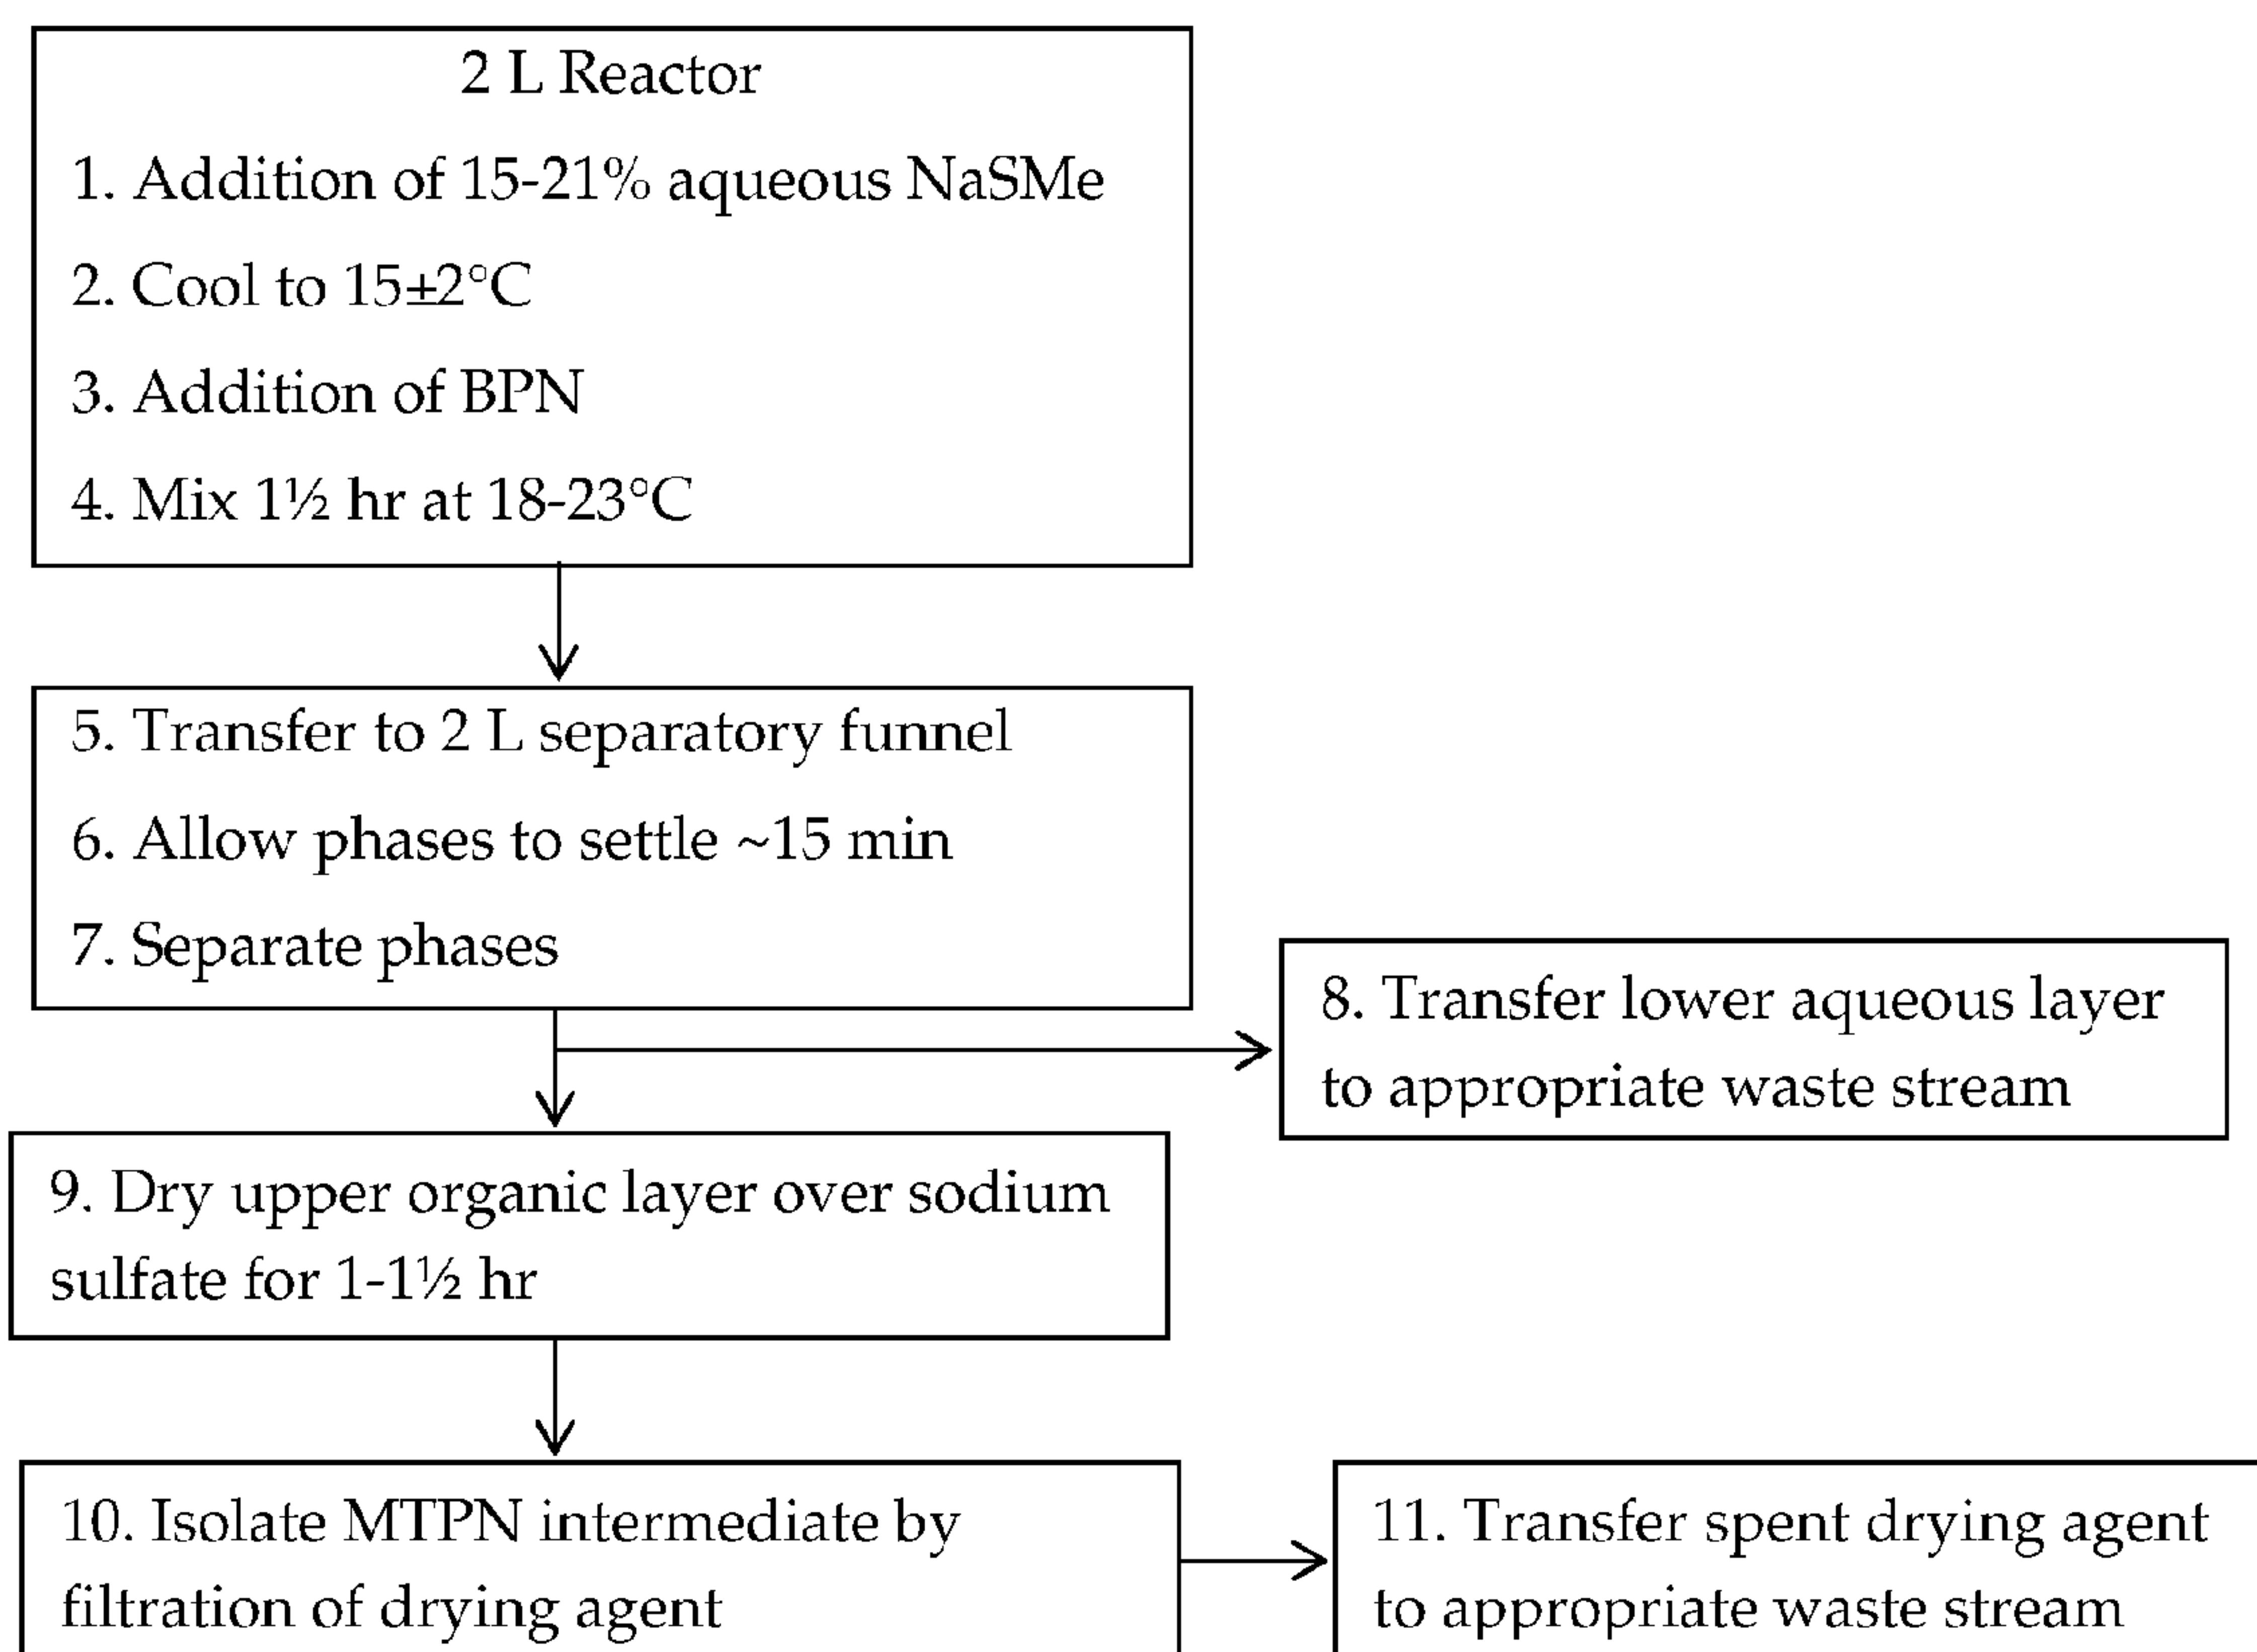 2 L Reactor
1. Addition of 15-21% aqueous NaSMe
2. Cool to 15±2°C
3. Addition of BPN
4. Mix 1½ hr at 18-23°C
5. Transfer to 2 L separatory funnel
6. Allow phases to settle ~15 min
7. Separate phases
8. Transfer lower aqueous layer
to appropriate waste stream
9. Dry upper organic layer over sodium
sulfate for 1-1½ hr
10. Isolate MTPN intermediate by
filtration of drying agent
11. Transfer spent drying agent
to appropriate waste stream